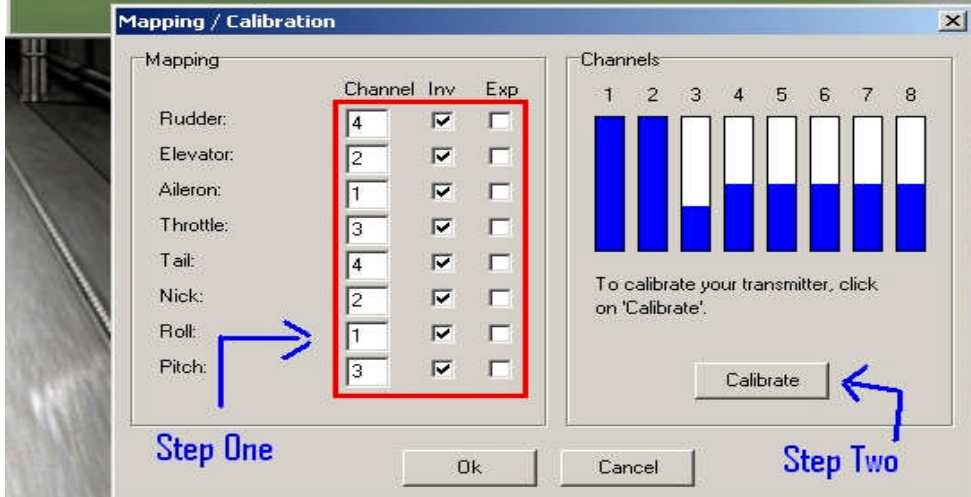 Mapping / Calibration
Mapping
Channel Inv Exp
Rudder: 4
Elevator: 2
Aileron: 1
Throttle: 3
Tail: 4
Nick: 2
Roll: 1
Pitch: 3
Step One
Channels
1 2 3 4 5 6 7 8
To calibrate your transmitter, click
on 'Calibrate'.
Calibrate
Step Two
Ok Cancel